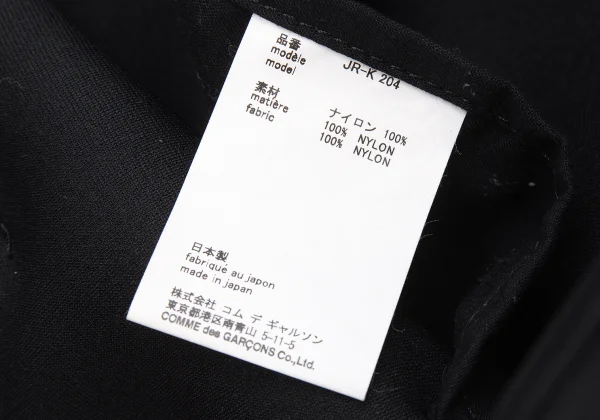 品番
modèle
model
JR-K 204
素材
matière
fabric
ナイロン 100%
100% NYLON
100% NYLON
日本製
fabriqué au japon
made in japan
株式会社 コム デ ギャルソン
東京都港区南青山 5-11-5
COMME des GARÇONS Co.,Ltd.